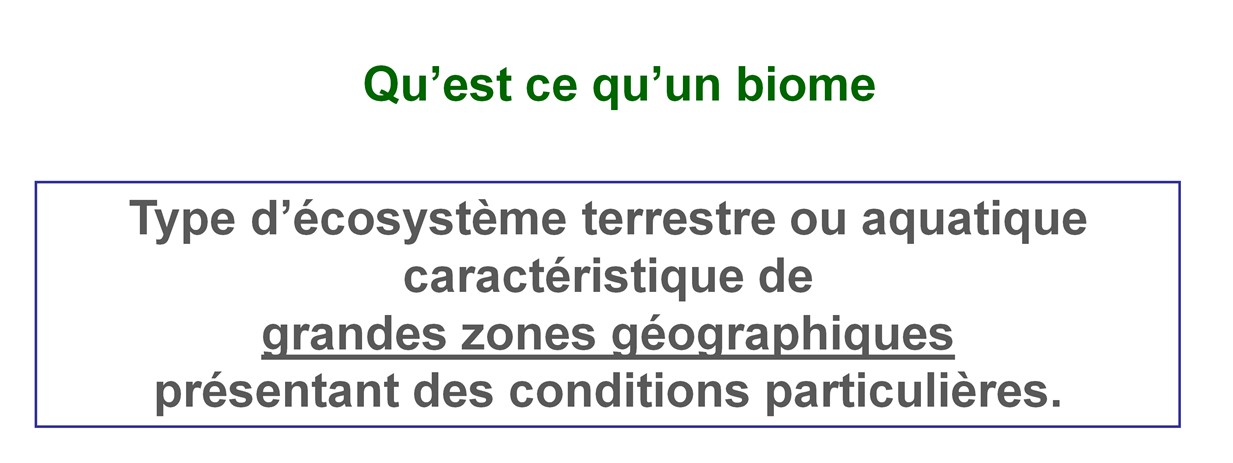 Qu’est ce qu’un biome
Type d’écosystème terrestre ou aquatique
caractéristique de
grandes zones géographiques
présentant des conditions particulières.